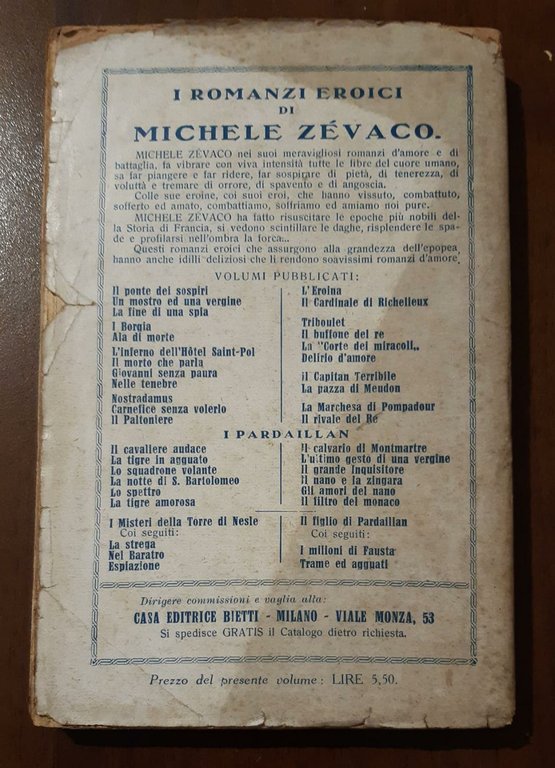 I ROMANZI EROICI
DI
MICHELE ZÉVACO.
MICHELE ZÉVACO nei suoi meravigliosi romanzi d'amore e di
battaglia, fa vibrare con viva intensità tutte le fibre del cuore umano,
sa far piangere e far ridere, far sospirare di pietà, di tenerezza, di
voluttà e tremare di orrore, di spavento e di angoscia.
Colle sue eroine, coi suoi eroi, che hanno vissuto, combattuto,
sofferto ed amato, combattiamo, soffriamo ed amiamo noi pure.
MICHELE ZÉVACO ha fatto risuscitare le epoche più nobili del-
la Storia di Francia, si vedono scintillare le daghe, risplendere le spa-
de e profilarsi nell'ombra la forca...
Questi romanzi eroici che assurgono alla grandezza dell'epopea
hanno anche idilli deliziosi che li rendono soavissimi romanzi d'amore.
VOLUMI PUBBLICATI:
Il ponte dei sospiri
Un mostro ed una vergine
La fine di una spia
I Borgia
Ala di morte
L'inferno dell'Hôtel Saint-Pol
Il morto che parla
Giovanni senza paura
Nelle tenebre
Nostradamus
Carnefice senza volerlo
Il Paltoniere
L'Eroina
Il Cardinale di Richelieux
Triboulet
Il buffone del re
La "Corte dei miracoli„
Delirio d'amore
il Capitan Terribile
La pazza di Meudon
La Marchesa di Pompadour
Il rivale del Re
I PARDAILLAN
Il cavaliere audace
La tigre in agguato
Lo squadrone volante
La notte di S. Bartolomeo
Lo spettro
La tigre amorosa
Il calvario di Montmartre
L'ultimo gesto di una vergine
Il grande Inquisitore
Il nano e la zingara
Gli amori del nano
Il filtro del monaco
I Misteri della Torre di Nesle
Coi seguiti:
La strega
Nel Baratro
Espiazione
Il figlio di Pardaillan
Coi seguiti:
I milioni di Fausta
Trame ed agguati
Dirigere commissioni e vaglia alla:
CASA EDITRICE BIETTI - MILANO - VIALE MONZA, 53
Si spedisce GRATIS il Catalogo dietro richiesta.
Prezzo del presente volume: LIRE 5,50.